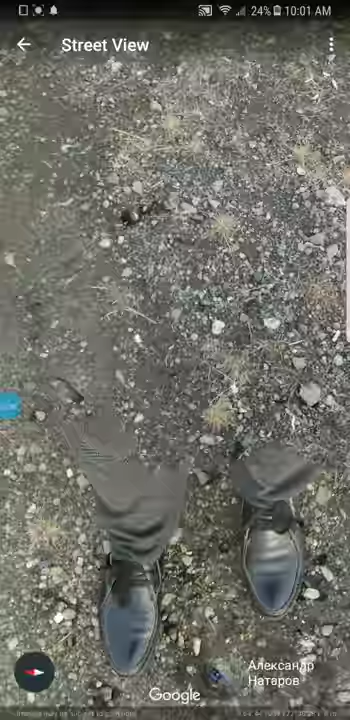 24% 10:01 AM
Street View
Александр
Натаров
Google